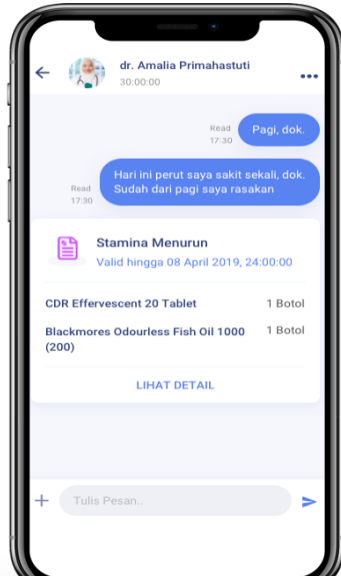 dr. Amalia Primahastuti
30:00:00
Read
17:30
Pagi, dok.
Read
17:30
Hari ini perut saya sakit sekali, dok.
Sudah dari pagi saya rasakan
Stamina Menurun
Valid hingga 08 April 2019, 24:00:00
CDR Effervescent 20 Tablet 1 Botol
Blackmores Odourless Fish Oil 1000 1 Botol
(200)
LIHAT DETAIL
Tulis Pesan..